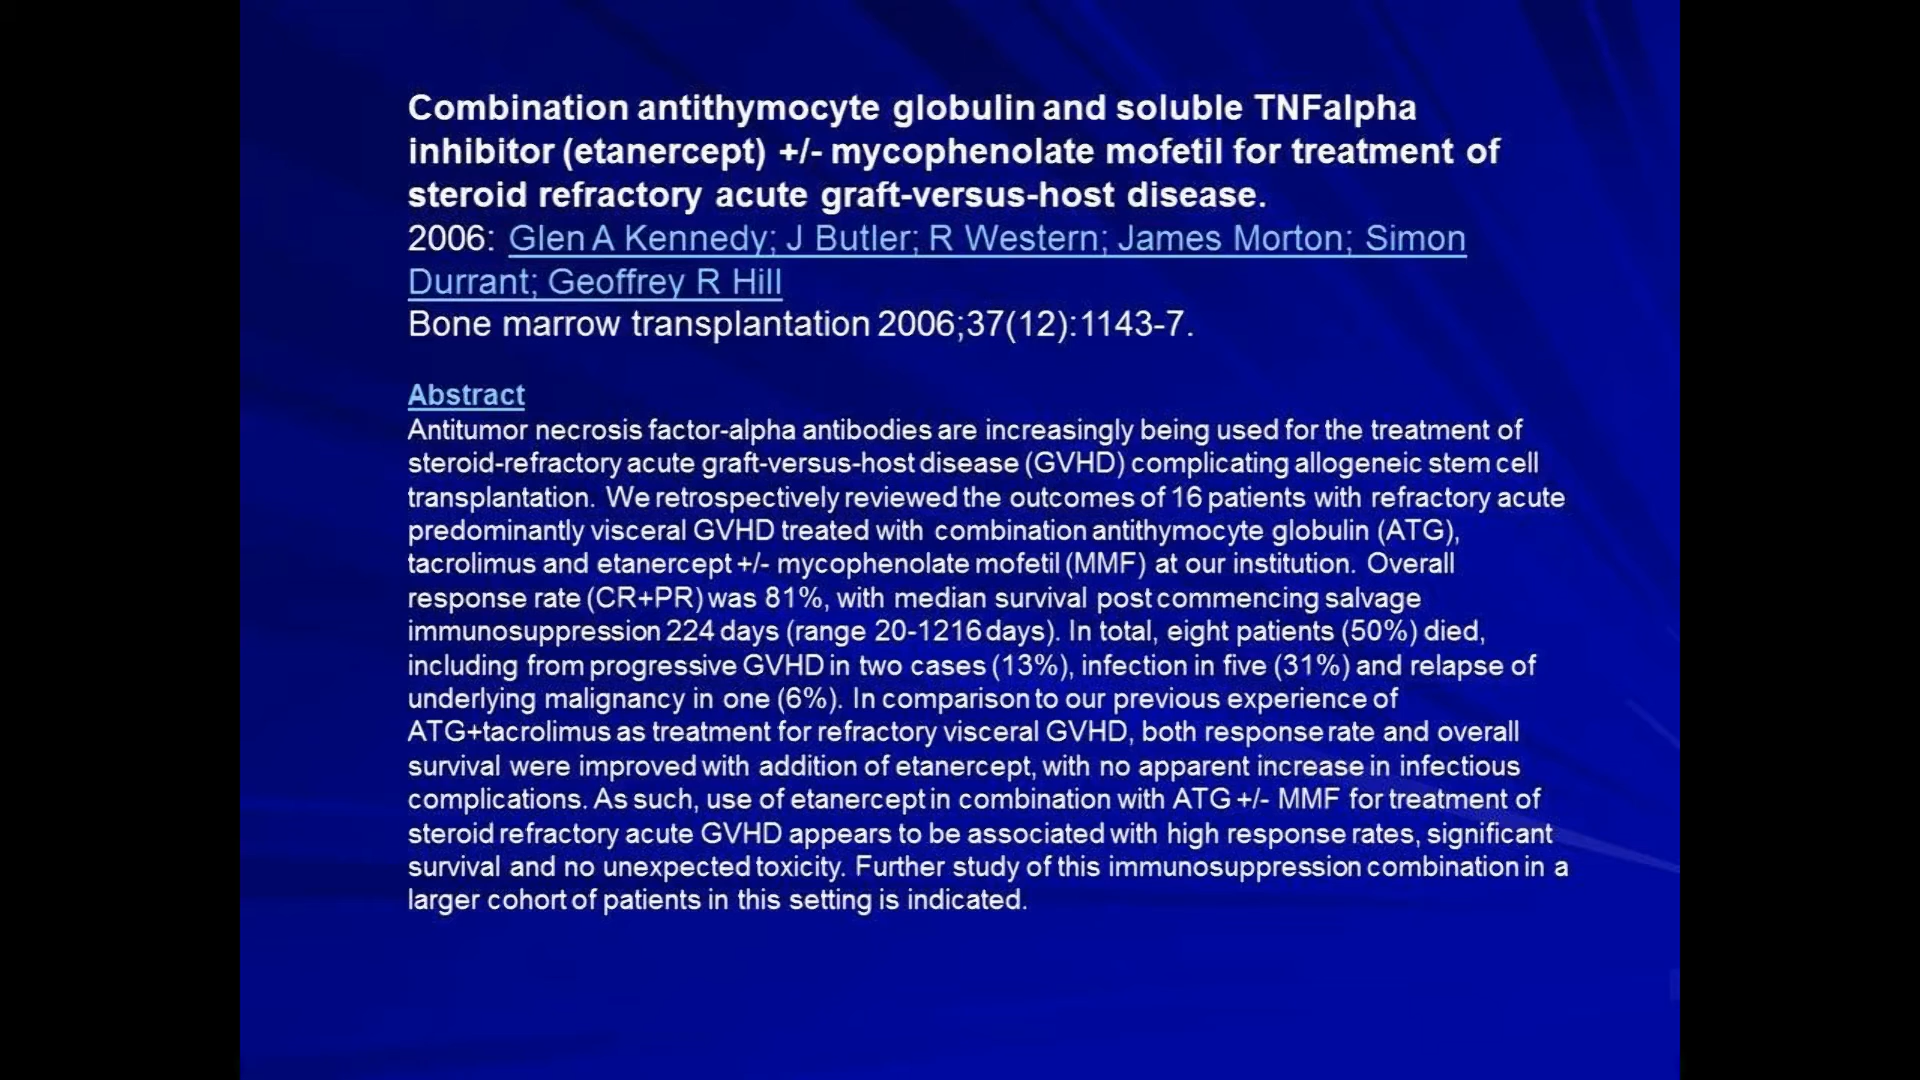 Combination antithymocyte globulin and soluble TNFalpha
inhibitor (etanercept) +/- mycophenolate mofetil for treatment of
steroid refractory acute graft-versus-host disease.
2006: Glen A Kennedy; J Butler; R Western; James Morton; Simon
Durrant; Geoffrey R Hill
Bone marrow transplantation 2006;37(12):1143-7.
Abstract
Antitumor necrosis factor-alpha antibodies are increasingly being used for the treatment of
steroid-refractory acute graft-versus-host disease (GVHD) complicating allogeneic stem cell
transplantation. We retrospectively reviewed the outcomes of 16 patients with refractory acute
predominantly visceral GVHD treated with combination antithymocyte globulin (ATG),
tacrolimus and etanercept +/- mycophenolate mofetil (MMF) at our institution. Overall
response rate (CR+PR) was 81%, with median survival post commencing salvage
immunosuppression 224 days (range 20-1216 days). In total, eight patients (50%) died,
including from progressive GVHD in two cases (13%), infection in five (31%) and relapse of
underlying malignancy in one (6%). In comparison to our previous experience of
ATG+tacrolimus as treatment for refractory visceral GVHD, both response rate and overall
survival were improved with addition of etanercept, with no apparent increase in infectious
complications. As such, use of etanercept in combination with ATG +/- MMF for treatment of
steroid refractory acute GVHD appears to be associated with high response rates, significant
survival and no unexpected toxicity. Further study of this immunosuppression combination in a
larger cohort of patients in this setting is indicated.